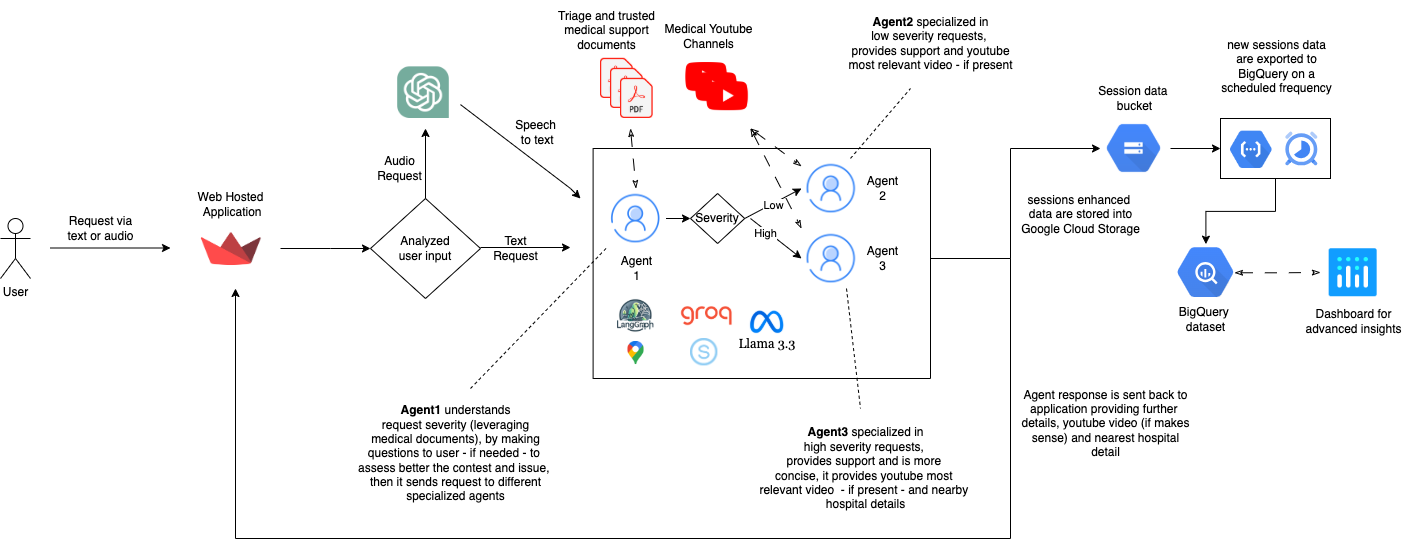 Triage and trusted
medical support
documents
PDF
Medical Youtube
Channels
Agent2 specialized in
low severity requests,
provides support and youtube
most relevant video - if present
new sessions data
are exported to
BigQuery on a
scheduled frequency
Session data
bucket
Speech
to text
Audio
Request
Request via
text or audio
Web Hosted
Application
User
Analyzed
user input
Text
Request
Agent
1
Severity
Low
High
Agent
2
Agent
3
LangGraph
groq
Llama 3.3
S
sessions enhanced
data are stored into
Google Cloud Storage
BigQuery
dataset
Dashboard for
advanced insights
Agent1 understands
request severity (leveraging
medical documents), by making
questions to user - if needed - to
assess better the contest and issue,
then it sends request to different
specialized agents
Agent3 specialized in
high severity requests,
provides support and is more
concise, it provides youtube most
relevant video - if present - and nearby
hospital details
Agent response is sent back to
application providing further
details, youtube video (if makes
sense) and nearest hospital
detail